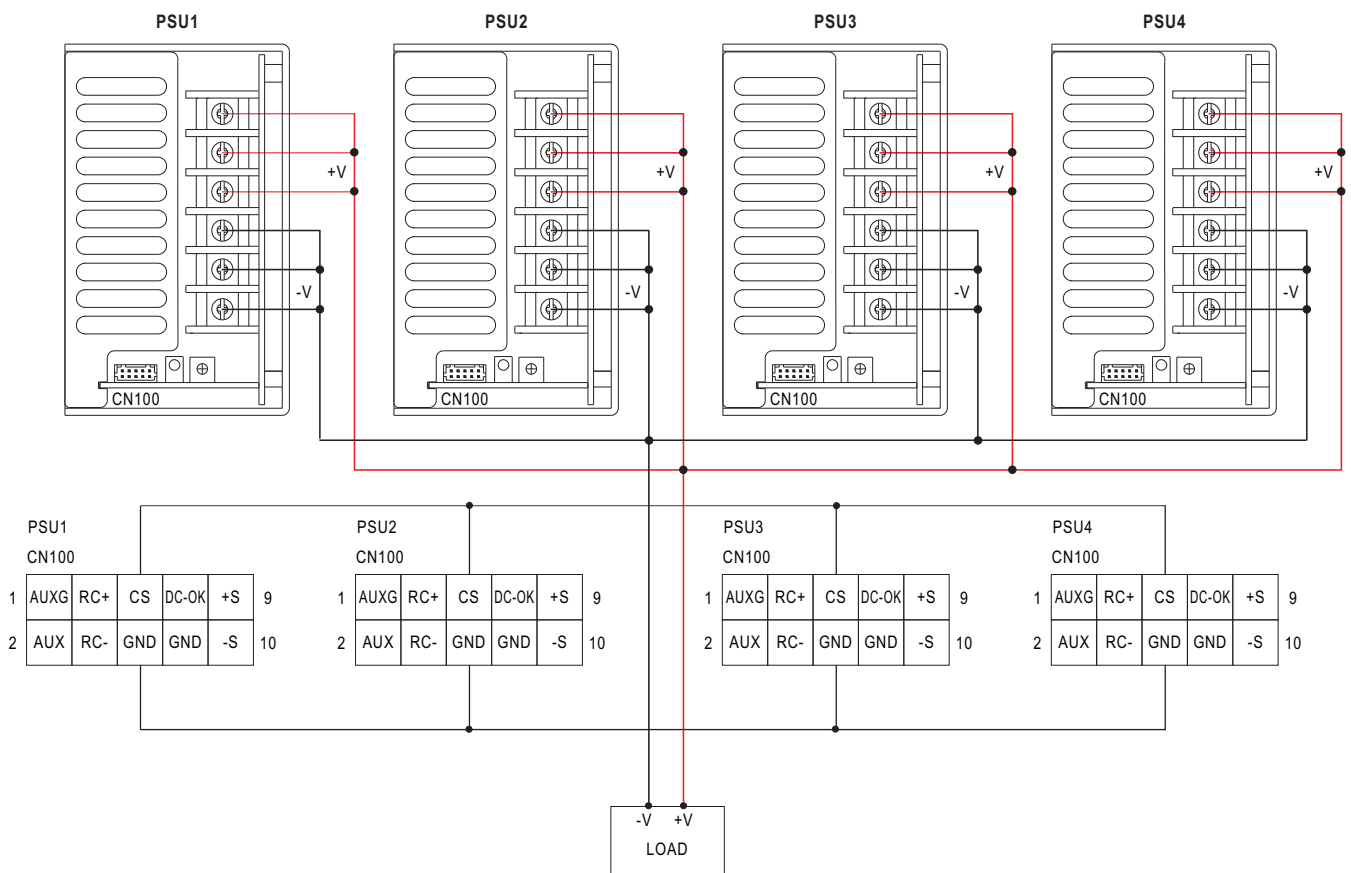 PSU1 PSU2 PSU3 PSU4
+V +V +V +V
-V -V -V -V
CN100 CN100 CN100 CN100
PSU1 PSU2 PSU3 PSU4
CN100 CN100 CN100 CN100
1 AUXG RC+ CS DC-OK +S 9 1 AUXG RC+ CS DC-OK +S 9 1 AUXG RC+ CS DC-OK +S 9 1 AUXG RC+ CS DC-OK +S 9
2 AUX RC- GND GND -S 10 2 AUX RC- GND GND -S 10 2 AUX RC- GND GND -S 10 2 AUX RC- GND GND -S 10
-V +V
LOAD